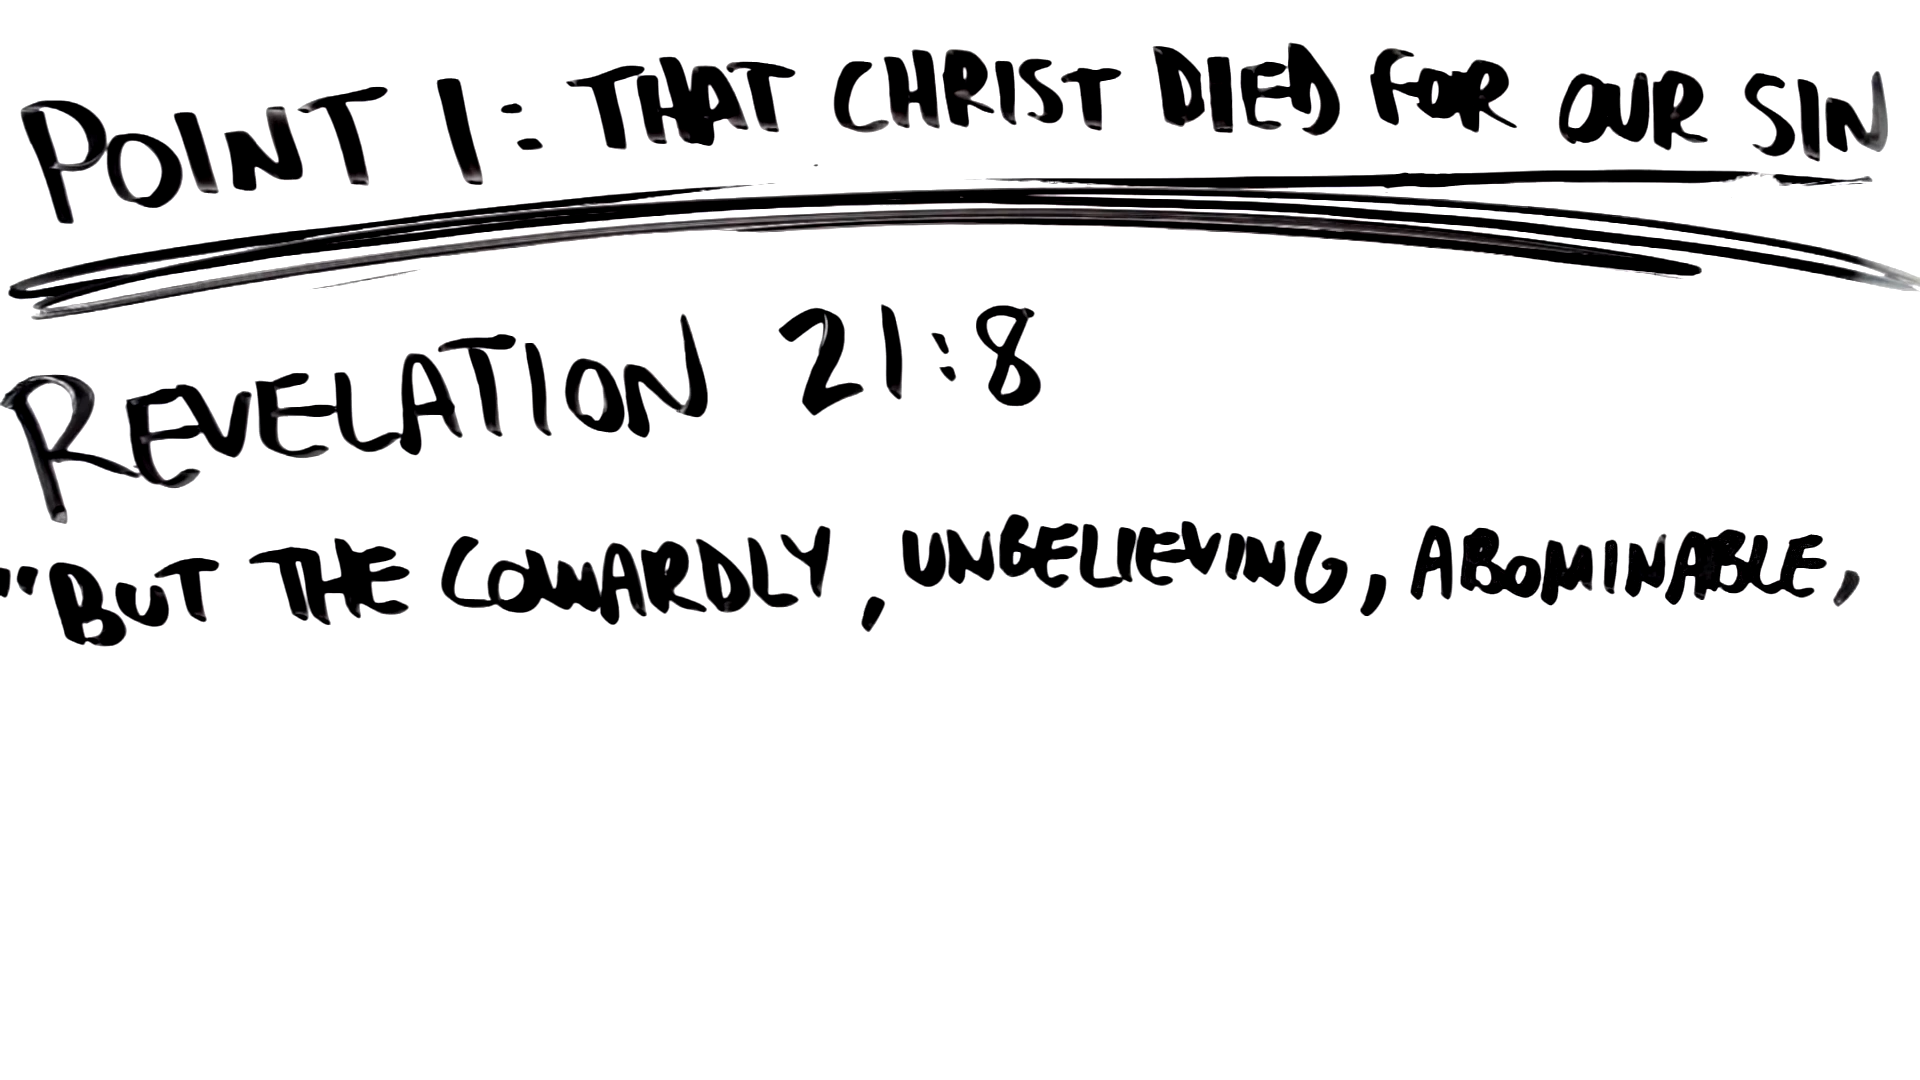 POINT 1: THAT CHRIST DIED FOR OUR SIN
REVELATION 21:8
"BUT THE COWARDLY, UNBELIEVING, ABOMINABLE,